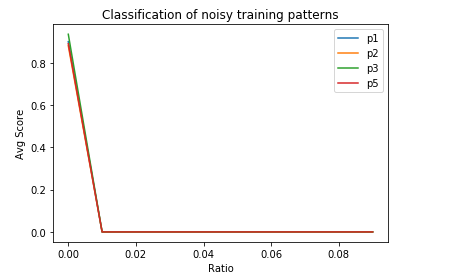 Classification of noisy training patterns
p1
p2
p3
p5
Avg Score
0.8
0.6
0.4
0.2
0.0
0.00 0.02 0.04 0.06 0.08
Ratio